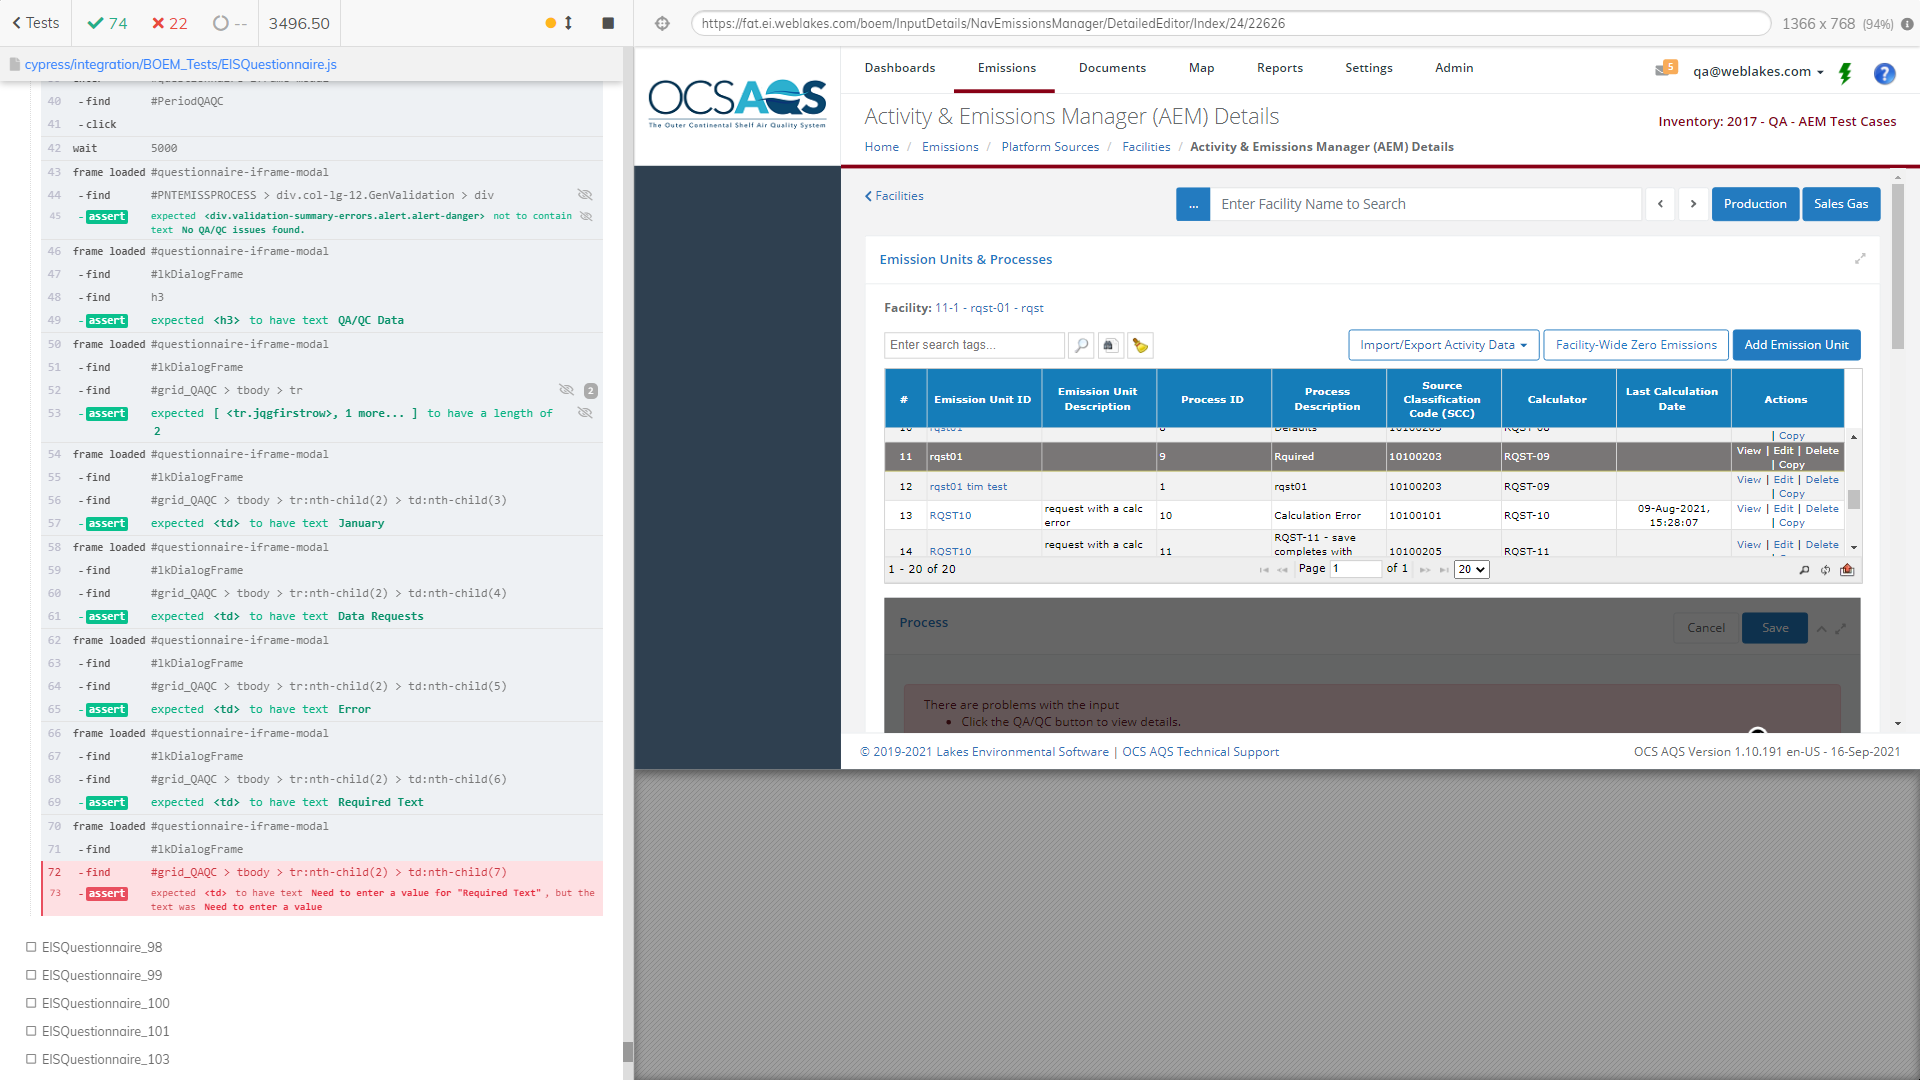 Tests
74
22
--
3496.50
cypress/integration/BOEM_Tests/EISQuestionnaire.js
40 -find #PeriodQAQC
41 -click
42 wait 5000
43 frame loaded #questionnaire-iframe-modal
44 -find #PNTEMISSPROCESS > div.col-lg-12.GenValidation > div
45 -assert expected <div.validation-summary-errors.alert.alert-danger> not to contain
text No QA/QC issues found.
46 frame loaded #questionnaire-iframe-modal
47 -find #lkDialogFrame
48 -find h3
49 -assert expected <h3> to have text QA/QC Data
50 frame loaded #questionnaire-iframe-modal
51 -find #lkDialogFrame
52 -find #grid_QAQC > tbody > tr 2
53 -assert expected [ <tr.jqgfirstrow>, 1 more... ] to have a length of
2
54 frame loaded #questionnaire-iframe-modal
55 -find #lkDialogFrame
56 -find #grid_QAQC > tbody > tr:nth-child(2) > td:nth-child(3)
57 -assert expected <td> to have text January
58 frame loaded #questionnaire-iframe-modal
59 -find #lkDialogFrame
60 -find #grid_QAQC > tbody > tr:nth-child(2) > td:nth-child(4)
61 -assert expected <td> to have text Data Requests
62 frame loaded #questionnaire-iframe-modal
63 -find #lkDialogFrame
64 -find #grid_QAQC > tbody > tr:nth-child(2) > td:nth-child(5)
65 -assert expected <td> to have text Error
66 frame loaded #questionnaire-iframe-modal
67 -find #lkDialogFrame
68 -find #grid_QAQC > tbody > tr:nth-child(2) > td:nth-child(6)
69 -assert expected <td> to have text Required Text
70 frame loaded #questionnaire-iframe-modal
71 -find #lkDialogFrame
72 -find #grid_QAQC > tbody > tr:nth-child(2) > td:nth-child(7)
73 -assert expected <td> to have text Need to enter a value for "Required Text", but the
text was Need to enter a value
EISQuestionnaire_98
EISQuestionnaire_99
EISQuestionnaire_100
EISQuestionnaire_101
EISQuestionnaire_103
https://fat.ei.weblakes.com/boem/InputDetails/NavEmissionsManager/DetailedEditor/Index/24/22626
1366 x 768 (94%)
OCSAQS
The Outer Continental Shelf Air Quality System
Dashboards Emissions Documents Map Reports Settings Admin
5
qa@weblakes.com
?
Activity & Emissions Manager (AEM) Details
Inventory: 2017 - QA - AEM Test Cases
Home / Emissions / Platform Sources / Facilities / Activity & Emissions Manager (AEM) Details
Facilities
... Enter Facility Name to Search
Production Sales Gas
Emission Units & Processes
Facility: 11-1 - rqst-01 - rqst
Enter search tags...
Import/Export Activity Data Facility-Wide Zero Emissions Add Emission Unit
# Emission Unit ID Emission Unit Description Process ID Process Description Source Classification Code (SCC) Calculator Last Calculation Date Actions
10 rqst01 Defaults 10100203 RQST-08 | Copy
11 rqst01 9 Rquired 10100203 RQST-09 View | Edit | Delete | Copy
12 rqst01 tim test 1 rqst01 10100203 RQST-09 View | Edit | Delete | Copy
13 RQST10 request with a calc error 10 Calculation Error 10100101 RQST-10 09-Aug-2021, 15:28:07 View | Edit | Delete | Copy
14 RQST10 request with a calc 11 RQST-11 - save completes with 10100205 RQST-11 View | Edit | Delete
1 - 20 of 20
Page 1 of 1 20
Process
Cancel Save
There are problems with the input
Click the QA/QC button to view details.
© 2019-2021 Lakes Environmental Software | OCS AQS Technical Support
OCS AQS Version 1.10.191 en-US - 16-Sep-2021